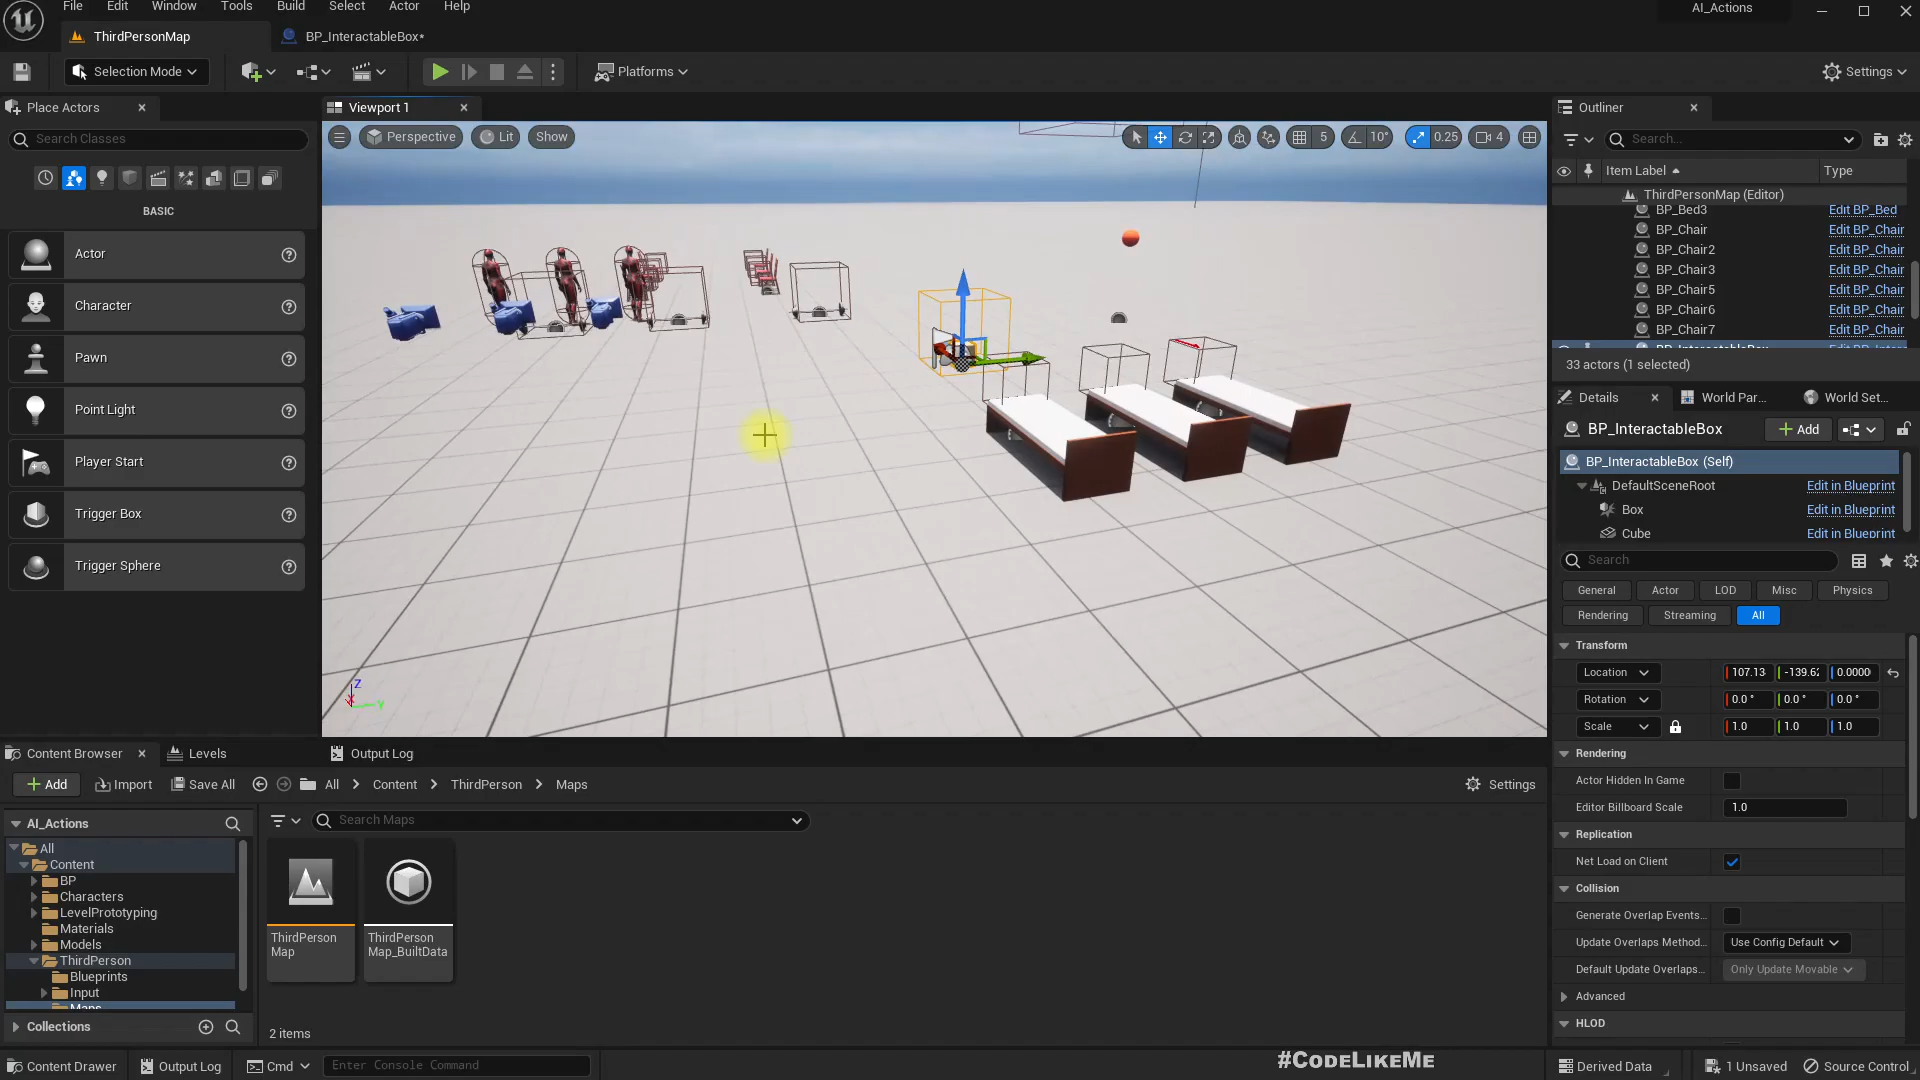 File Edit Window Tools Build Select Actor Help
AI_Actions
ThirdPersonMap
BP_InteractableBox*
Selection Mode
Platforms
Settings
Place Actors
Viewport 1
Outliner
Search Classes
Perspective
Lit
Show
5
10°
0.25
4
Search...
Item Label
Type
ThirdPersonMap (Editor)
BP_Bed3 Edit BP_Bed
BP_Chair Edit BP_Chair
BP_Chair2 Edit BP_Chair
BP_Chair3 Edit BP_Chair
BP_Chair5 Edit BP_Chair
BP_Chair6 Edit BP_Chair
BP_Chair7 Edit BP_Chair
33 actors (1 selected)
BASIC
Actor
Character
Pawn
Point Light
Player Start
Trigger Box
Trigger Sphere
Z
X
Y
Details
World Par...
World Set...
BP_InteractableBox
Add
BP_InteractableBox (Self)
DefaultSceneRoot Edit in Blueprint
Box Edit in Blueprint
Cube Edit in Blueprint
Search
General Actor LOD Misc Physics
Rendering Streaming All
Transform
Location 107.13 -139.62 0.0000
Rotation 0.0 ° 0.0 ° 0.0 °
Scale 1.0 1.0 1.0
Rendering
Actor Hidden In Game
Editor Billboard Scale 1.0
Replication
Net Load on Client
Collision
Generate Overlap Events...
Update Overlaps Method... Use Config Default
Default Update Overlaps... Only Update Movable
Advanced
HLOD
Content Browser
Levels
Output Log
Add
Import
Save All
All
Content
ThirdPerson
Maps
Settings
AI_Actions
Search Maps
All
Content
BP
Characters
LevelPrototyping
Materials
Models
ThirdPerson
Blueprints
Input
Maps
Collections
ThirdPerson
Map
ThirdPerson
Map_BuiltData
2 items
Content Drawer
Output Log
Cmd
Enter Console Command
#CodeLikeMe
Derived Data
1 Unsaved
Source Control